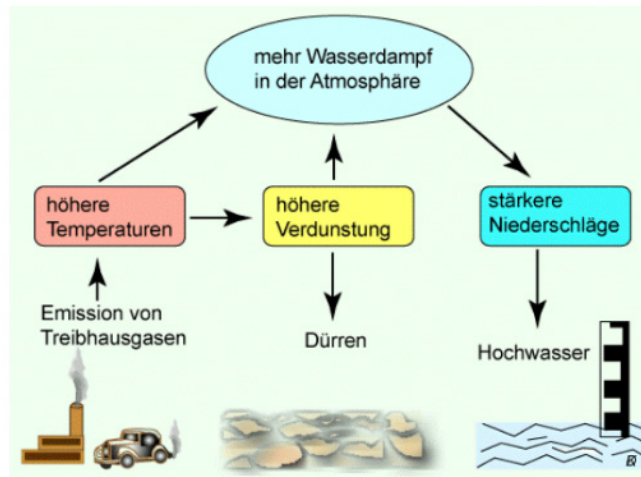 mehr Wasserdampf
in der Atmosphäre
höhere
Temperaturen
höhere
Verdunstung
stärkere
Niederschläge
Emission von
Treibhausgasen
Dürren
Hochwasser